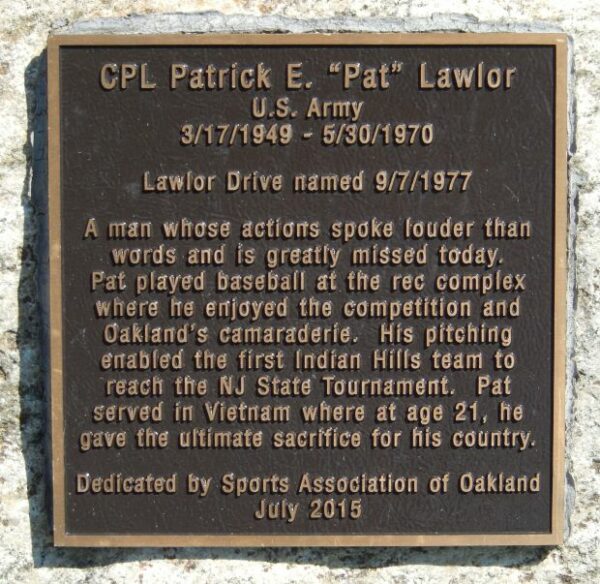 CPL Patrick E. "Pat" Lawlor
U.S. Army
3/17/1949 - 5/30/1970
Lawlor Drive named 9/7/1977
A man whose actions spoke louder than
words and is greatly missed today.
Pat played baseball at the rec complex
where he enjoyed the competition and
Oakland's camaraderie. His pitching
enabled the first Indian Hills team to
reach the NJ State Tournament. Pat
served in Vietnam where at age 21, he
gave the ultimate sacrifice for his country.
Dedicated by Sports Association of Oakland
July 2015